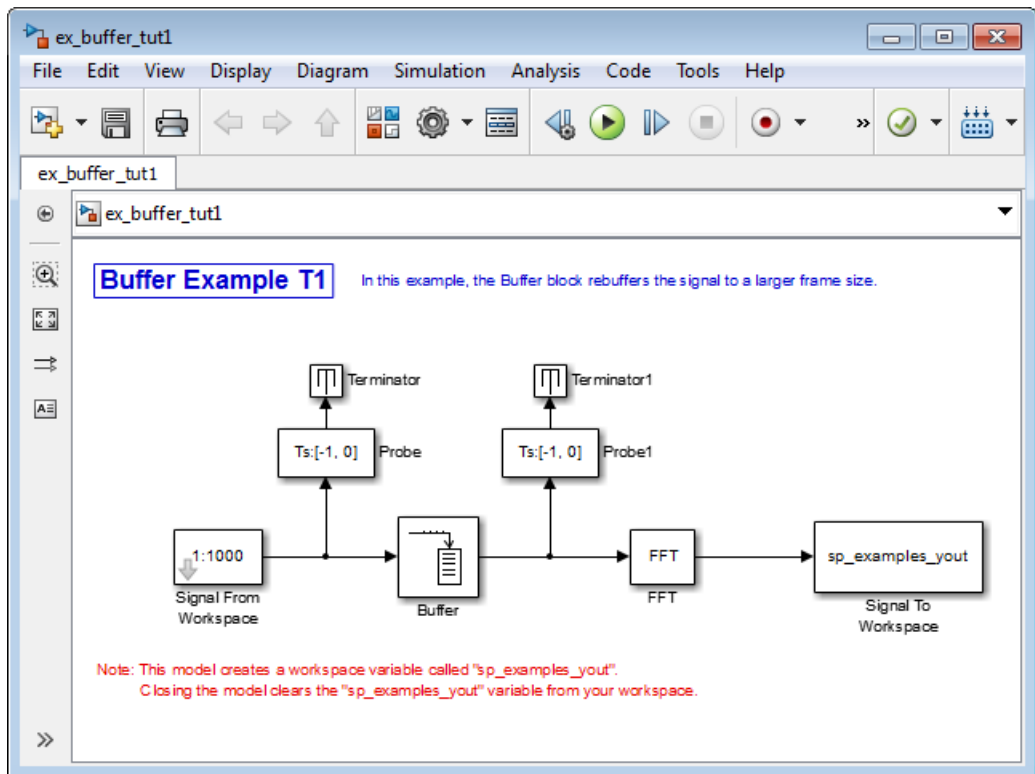 ex_buffer_tut1
File Edit View Display Diagram Simulation Analysis Code Tools Help
»
ex_buffer_tut1
ex_buffer_tut1
Buffer Example T1
In this example, the Buffer block rebuffers the signal to a larger frame size.
Terminator
Terminator1
Ts:[-1, 0]
Probe
Ts:[-1, 0]
Probe1
1:1000
FFT
sp_examples_yout
Signal From
Workspace
Buffer
FFT
Signal To
Workspace
Note: This model creates a workspace variable called "sp_examples_yout".
Closing the model clears the "sp_examples_yout" variable from your workspace.